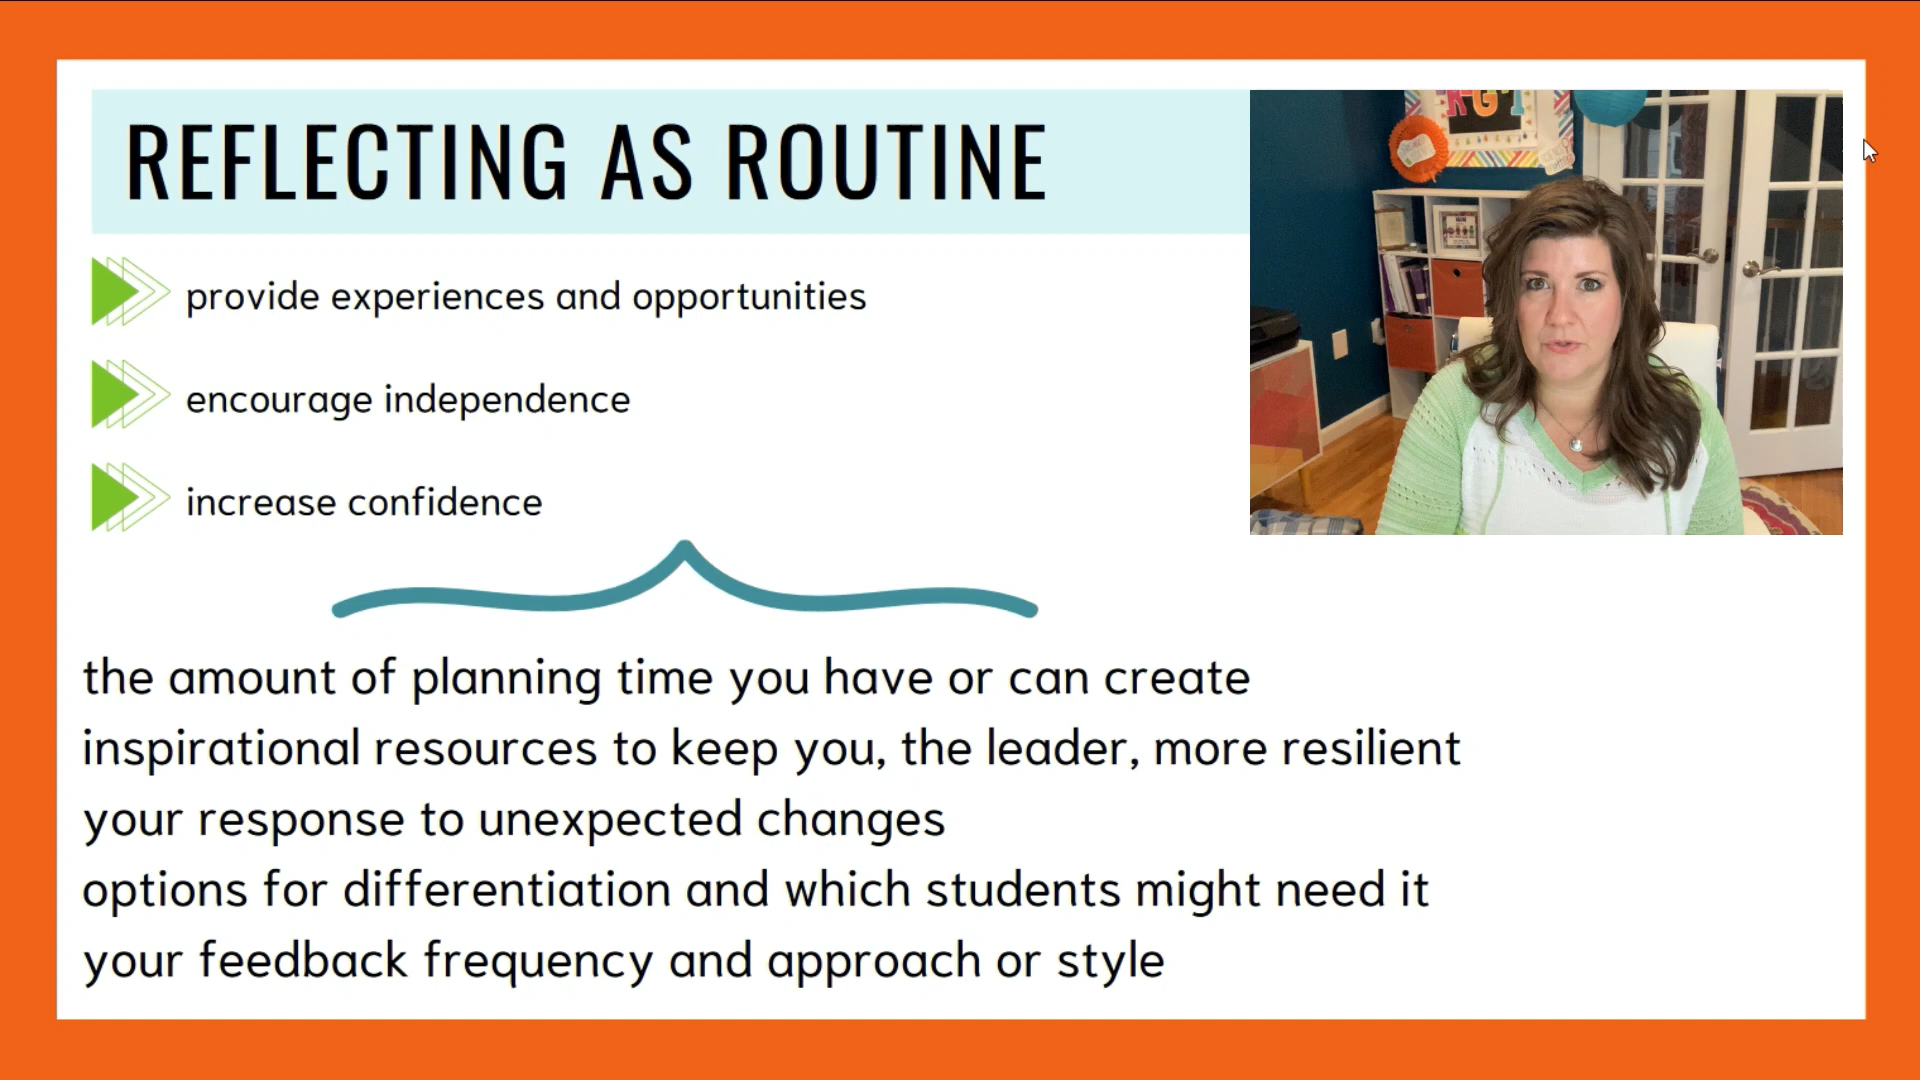 REFLECTING AS ROUTINE
provide experiences and opportunities
encourage independence
increase confidence
the amount of planning time you have or can create
inspirational resources to keep you, the leader, more resilient
your response to unexpected changes
options for differentiation and which students might need it
your feedback frequency and approach or style